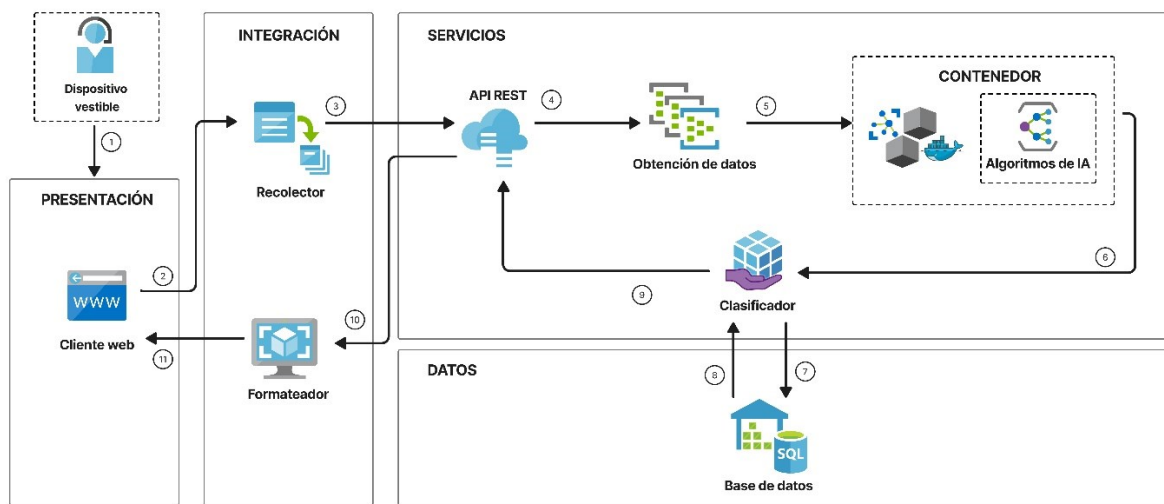 Dispositivo
vestible
1
PRESENTACIÓN
WWW
Cliente web
2
11
INTEGRACIÓN
Recolector
3
Formateador
10
SERVICIOS
API REST
4
Obtención de datos
5
CONTENEDOR
Algoritmos de IA
6
Clasificador
9
8
7
DATOS
SQL
Base de datos